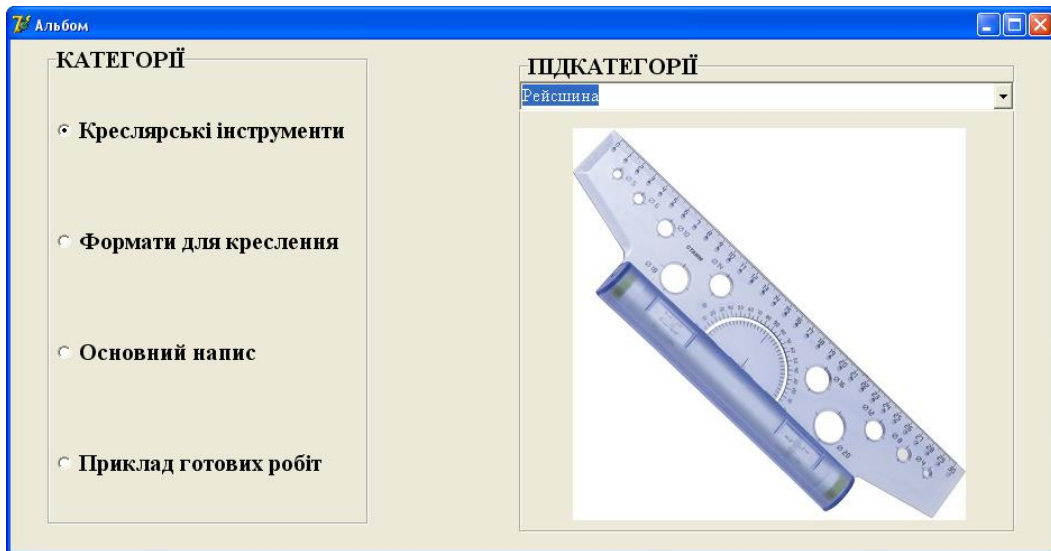 Альбом
КАТЕГОРІЇ
Креслярські інструменти
Формати для креслення
Основний напис
Приклад готових робіт
ПІДКАТЕГОРІЇ
Рейсшина